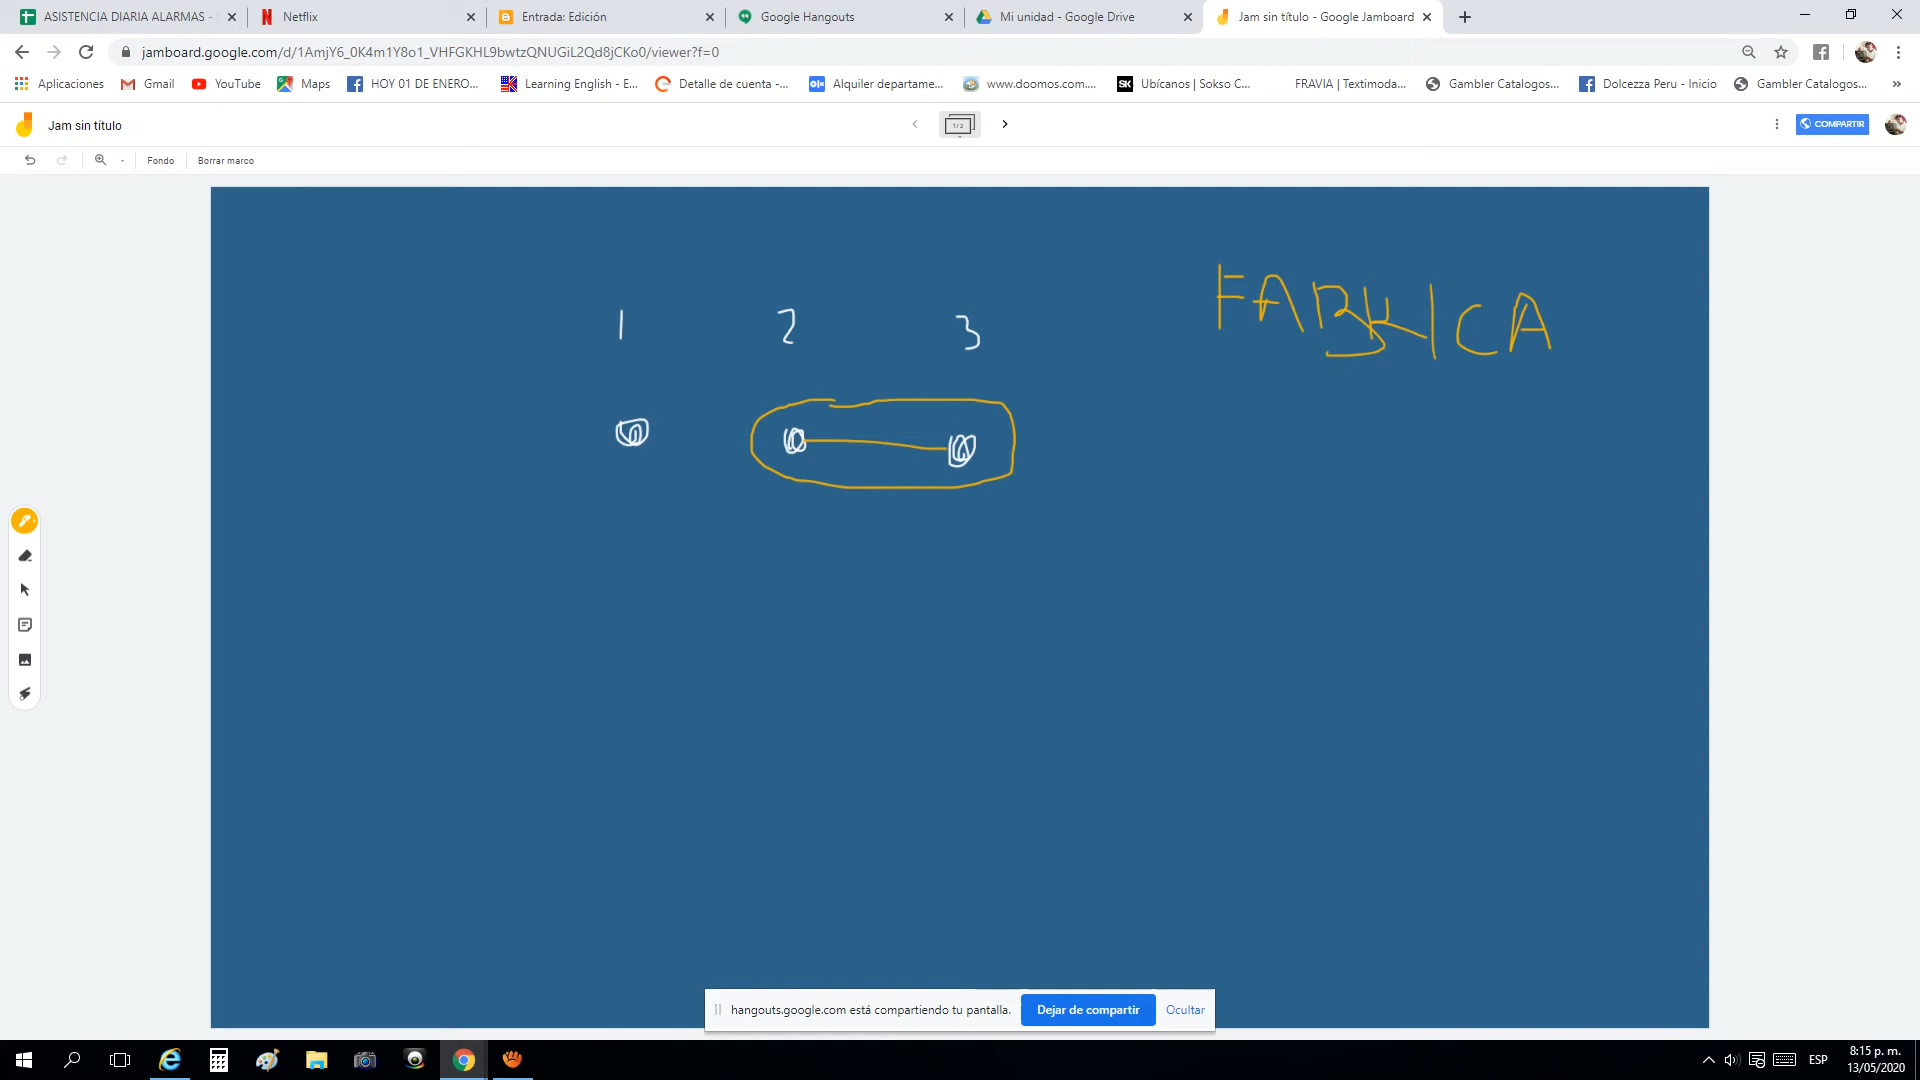 ASISTENCIA DIARIA ALARMAS -
Netflix
Entrada: Edición
Google Hangouts
Mi unidad - Google Drive
Jam sin título - Google Jamboard
jamboard.google.com/d/1AmjY6_0K4m1Y8o1_VHFGKHL9bwtzQNUGiL2Qd8jCKo0/viewer?f=0
Aplicaciones
Gmail
YouTube
Maps
HOY 01 DE ENERO...
Learning English - E...
Detalle de cuenta -...
Alquiler departame...
www.doomos.com....
SK
Ubícanos | Sokso C...
FRAVIA | Textimoda...
Gambler Catalogos...
Dolcezza Peru - Inicio
Gambler Catalogos...
Jam sin título
1/2
COMPARTIR
Fondo
Borrar marco
FABRICA
1 2 3
hangouts.google.com está compartiendo tu pantalla.
Dejar de compartir
Ocultar
ESP
8:15 p. m.
13/05/2020